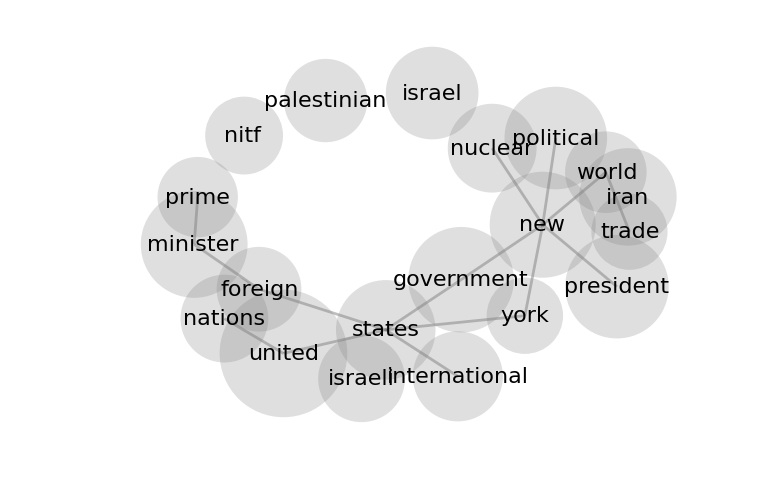 israel
palestinian
nitf
political
nuclear
world
prime
iran
new
trade
minister
government
president
foreign
nations
york
states
united
israeli
international